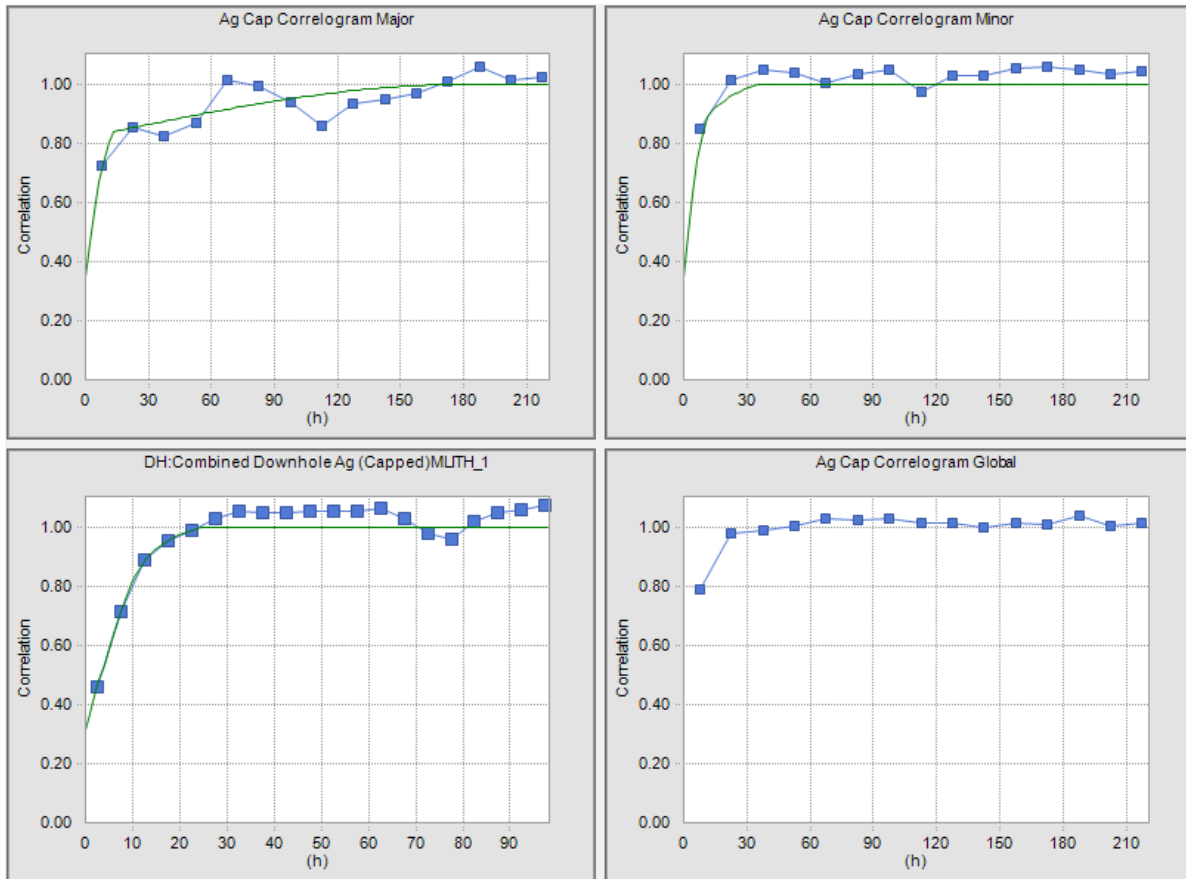 Ag Cap Correlogram Major
1.00
0.80
0.60
0.40
0.20
0.00
Correlation
0 30 60 90 120 150 180 210
(h)
Ag Cap Correlogram Minor
1.00
0.80
0.60
0.40
0.20
0.00
Correlation
0 30 60 90 120 150 180 210
(h)
DH:Combined Downhole Ag (Capped)MLITH_1
1.00
0.80
0.60
0.40
0.20
0.00
Correlation
0 10 20 30 40 50 60 70 80 90
(h)
Ag Cap Correlogram Global
1.00
0.80
0.60
0.40
0.20
0.00
Correlation
0 30 60 90 120 150 180 210
(h)